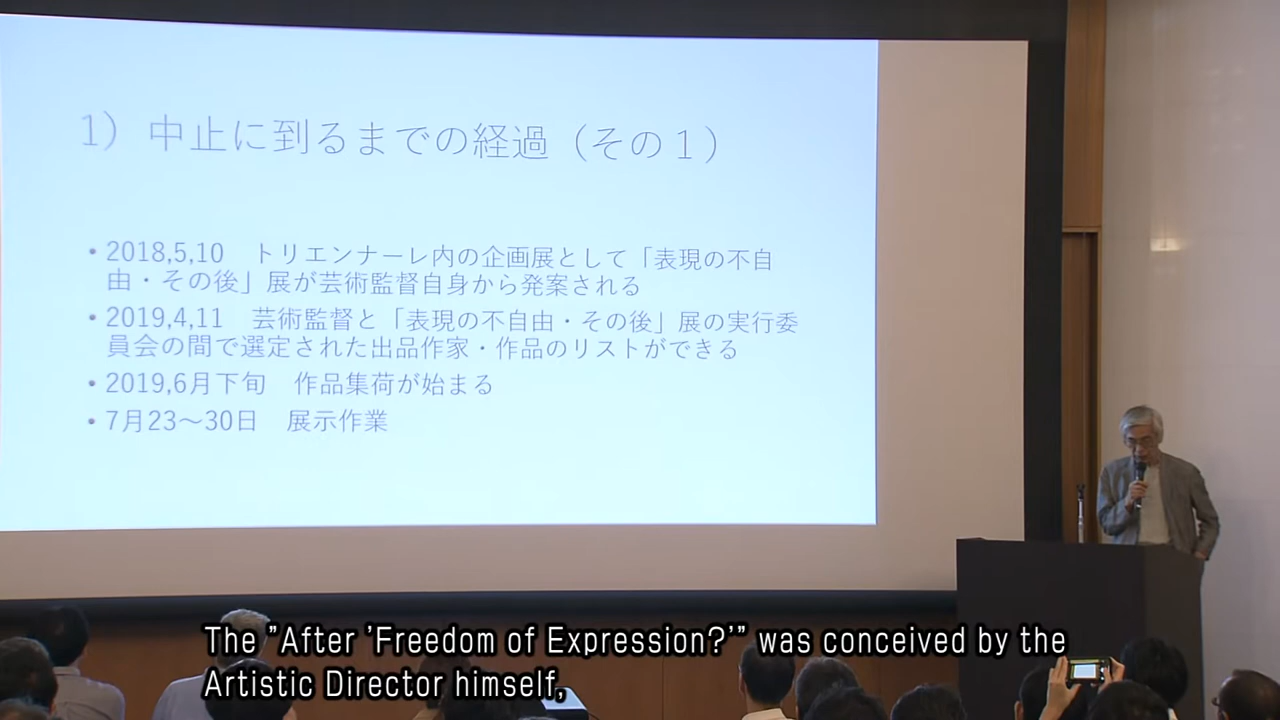 1）中止に到るまでの経過（その１）
・2018,5,10　トリエンナーレ内の企画展として「表現の不自
由・その後」展が芸術監督自身から発案される
・2019,4,11　芸術監督と「表現の不自由・その後」展の実行委
員会の間で選定された出品作家・作品のリストができる
・2019,6月下旬　作品集荷が始まる
・7月23～30日　展示作業
The "After 'Freedom of Expression?'" was conceived by the
Artistic Director himself,